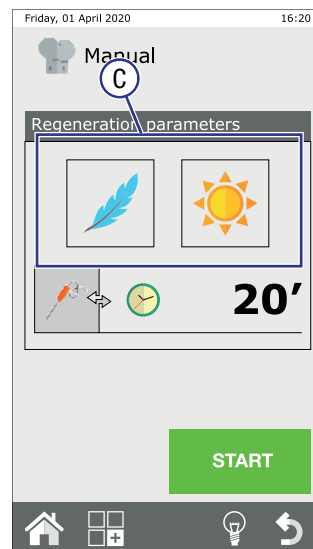 Friday, 01 April 2020 16:20
Manual
C
Regeneration parameters
20′
START